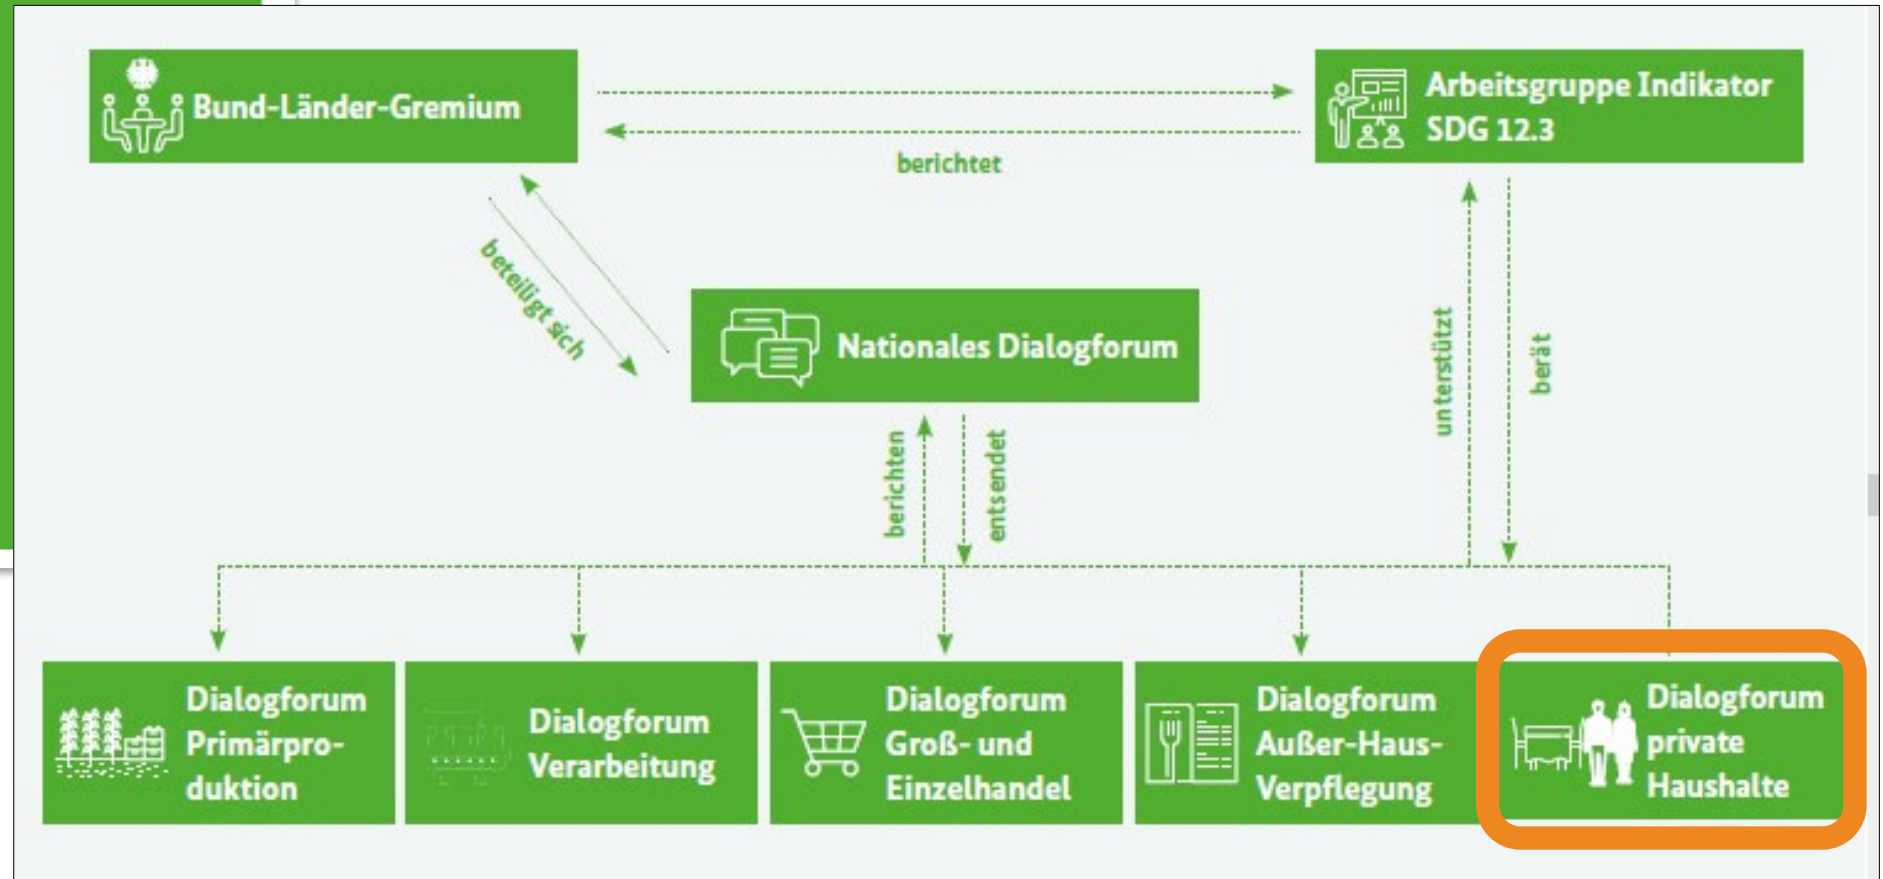 Bund-Länder-Gremium
Arbeitsgruppe Indikator
SDG 12.3
berichtet
beteiligt sich
Nationales Dialogforum
unterstützt
berät
berichten
entsendet
Dialogforum
Primärpro-
duktion
Dialogforum
Verarbeitung
Dialogforum
Groß- und
Einzelhandel
Dialogforum
Außer-Haus-
Verpflegung
Dialogforum
private
Haushalte